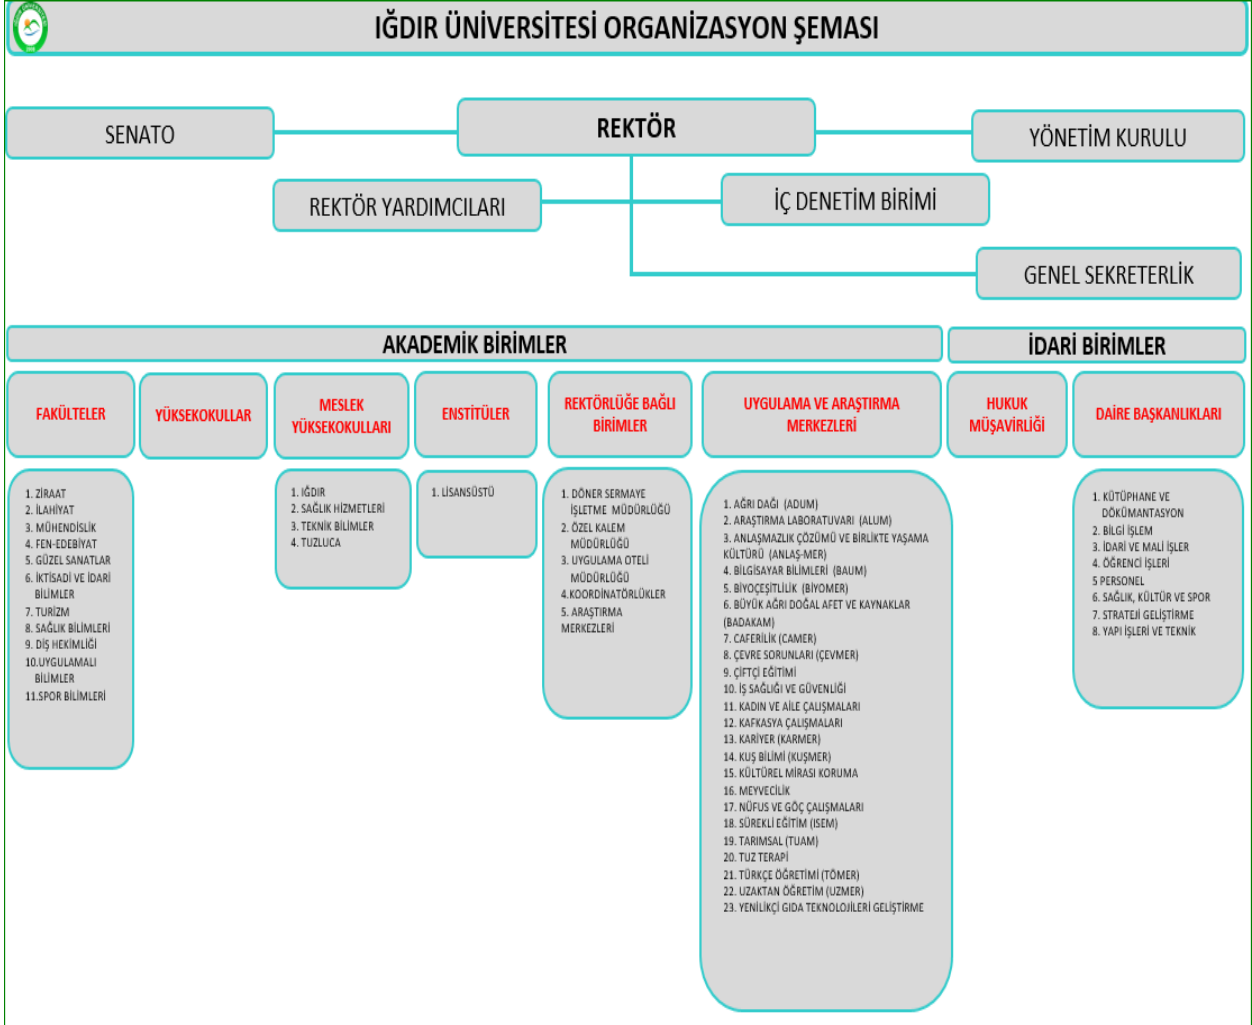 IĞDIR ÜNİVERSİTESİ ORGANİZASYON ŞEMASI
SENATO
REKTÖR
YÖNETİM KURULU
REKTÖR YARDIMCILARI
İÇ DENETİM BİRİMİ
GENEL SEKRETERLİK
AKADEMİK BİRİMLER
İDARİ BİRİMLER
FAKÜLTELER
YÜKSEKOKULLAR
MESLEK
YÜKSEKOKULLARI
ENSTİTÜLER
REKTÖRLÜĞE BAĞLI
BİRİMLER
UYGULAMA VE ARAŞTIRMA
MERKEZLERİ
HUKUK
MÜŞAVİRLİĞİ
DAİRE BAŞKANLIKLARI
1. ZİRAAT
2. İLAHİYAT
3. MÜHENDİSLİK
4. FEN-EDEBİYAT
5. GÜZEL SANATLAR
6. İKTİSADİ VE İDARİ
BİLİMLER
7. TURİZM
8. SAĞLIK BİLİMLERİ
9. DİŞ HEKİMLİĞİ
10.UYGULAMALI
BİLİMLER
11.SPOR BİLİMLERİ
1. IĞDIR
2. SAĞLIK HİZMETLERİ
3. TEKNİK BİLİMLER
4. TUZLUCA
1. LİSANSÜSTÜ
1. DÖNER SERMAYE
İŞLETME MÜDÜRLÜĞÜ
2. ÖZEL KALEM
MÜDÜRLÜĞÜ
3. UYGULAMA OTELİ
MÜDÜRLÜĞÜ
4.KOORDİNATÖRLÜKLER
5. ARAŞTIRMA
MERKEZLERİ
1. AĞRI DAĞI (ADUM)
2. ARAŞTIRMA LABORATUVARI (ALUM)
3. ANLAŞMAZLIK ÇÖZÜMÜ VE BİRLİKTE YAŞAMA
KÜLTÜRÜ (ANLAŞ-MER)
4. BİLGİSAYAR BİLİMLERİ (BAUM)
5. BİYOÇEŞİTLİLİK (BİYOMER)
6. BÜYÜK AĞRI DOĞAL AFET VE KAYNAKLAR
(BADAKAM)
7. CAFERİLİK (CAMER)
8. ÇEVRE SORUNLARI (ÇEVMER)
9. ÇİFTÇİ EĞİTİMİ
10. İŞ SAĞLIĞI VE GÜVENLİĞİ
11. KADIN VE AİLE ÇALIŞMALARI
12. KAFKASYA ÇALIŞMALARI
13. KARİYER (KARMER)
14. KUŞ BİLİMİ (KUŞMER)
15. KÜLTÜREL MİRASI KORUMA
16. MEYVECİLİK
17. NÜFUS VE GÖÇ ÇALIŞMALARI
18. SÜREKLİ EĞİTİM (ISEM)
19. TARIMSAL (TUAM)
20. TUZ TERAPİ
21. TÜRKÇE ÖĞRETİMİ (TÖMER)
22. UZAKTAN ÖĞRETİM (UZMER)
23. YENİLİKÇİ GIDA TEKNOLOJİLERİ GELİŞTİRME
1. KÜTÜPHANE VE
DÖKÜMANTASYON
2. BİLGİ İŞLEM
3. İDARİ VE MALİ İŞLER
4. ÖĞRENCİ İŞLERİ
5 PERSONEL
6. SAĞLIK, KÜLTÜR VE SPOR
7. STRATEJİ GELİŞTİRME
8. YAPI İŞLERİ VE TEKNİK